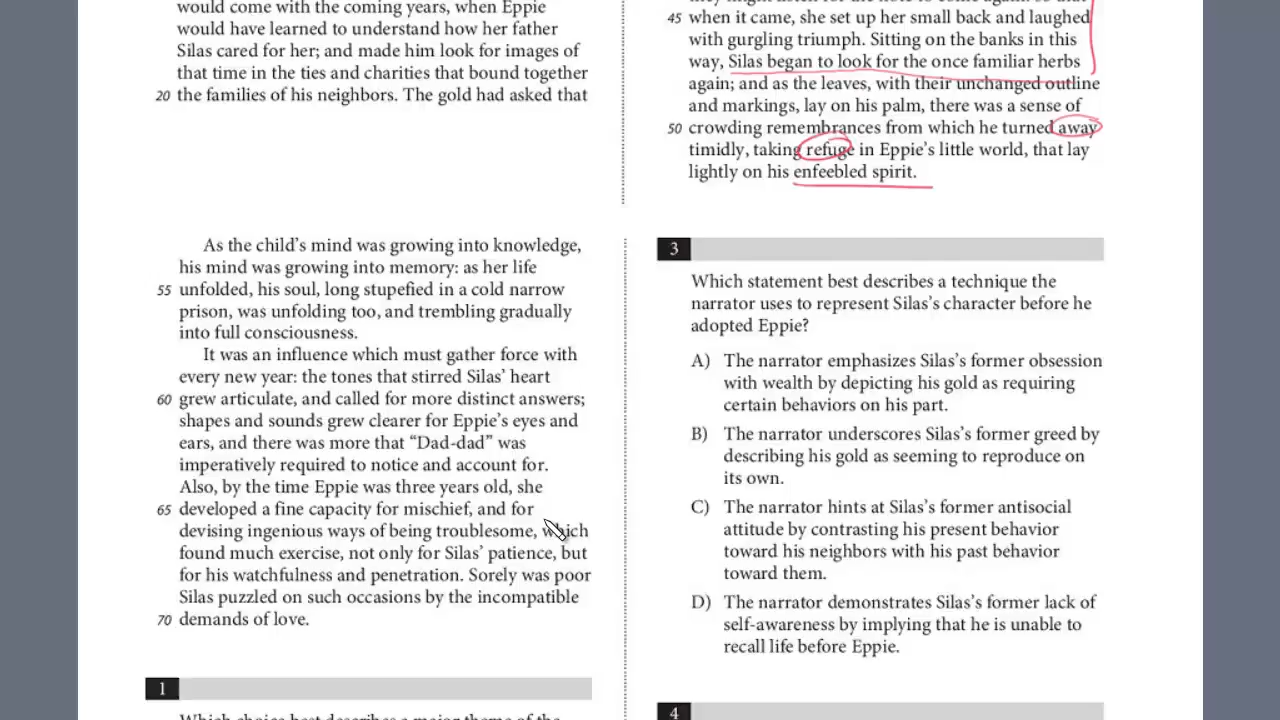 would come with the coming years, when Eppie
would have learned to understand how her father
Silas cared for her; and made him look for images of
that time in the ties and charities that bound together
20 the families of his neighbors. The gold had asked that
45 when it came, she set up her small back and laughed
with gurgling triumph. Sitting on the banks in this
way, Silas began to look for the once familiar herbs
again; and as the leaves, with their unchanged outline
and markings, lay on his palm, there was a sense of
50 crowding remembrances from which he turned away
timidly, taking refuge in Eppie's little world, that lay
lightly on his enfeebled spirit.
As the child's mind was growing into knowledge,
his mind was growing into memory: as her life
55 unfolded, his soul, long stupefied in a cold narrow
prison, was unfolding too, and trembling gradually
into full consciousness.
It was an influence which must gather force with
every new year: the tones that stirred Silas' heart
60 grew articulate, and called for more distinct answers;
shapes and sounds grew clearer for Eppie's eyes and
ears, and there was more that "Dad-dad" was
imperatively required to notice and account for.
Also, by the time Eppie was three years old, she
65 developed a fine capacity for mischief, and for
devising ingenious ways of being troublesome, which
found much exercise, not only for Silas' patience, but
for his watchfulness and penetration. Sorely was poor
Silas puzzled on such occasions by the incompatible
70 demands of love.
1
3
Which statement best describes a technique the
narrator uses to represent Silas's character before he
adopted Eppie?
A) The narrator emphasizes Silas's former obsession
with wealth by depicting his gold as requiring
certain behaviors on his part.
B) The narrator underscores Silas's former greed by
describing his gold as seeming to reproduce on
its own.
C) The narrator hints at Silas's former antisocial
attitude by contrasting his present behavior
toward his neighbors with his past behavior
toward them.
D) The narrator demonstrates Silas's former lack of
self-awareness by implying that he is unable to
recall life before Eppie.
4